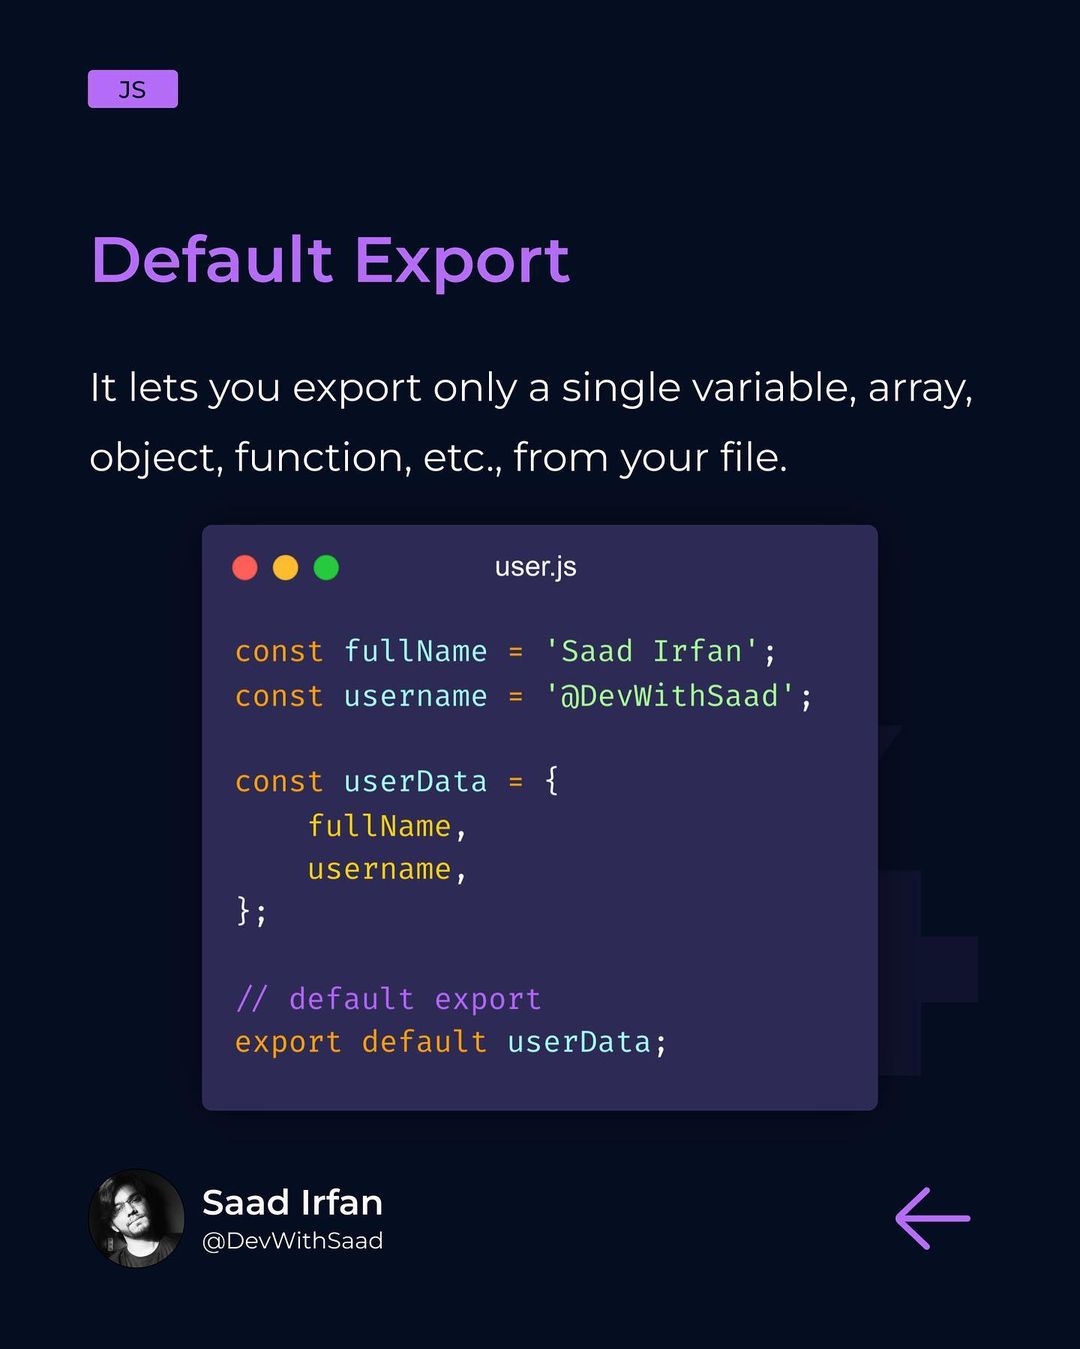 JS
Default Export
It lets you export only a single variable, array,
object, function, etc., from your file.
user.js
const fullName = 'Saad Irfan';
const username = '@DevWithSaad';
const userData = {
    fullName,
    username,
};
// default export
export default userData;
Saad Irfan
@DevWithSaad